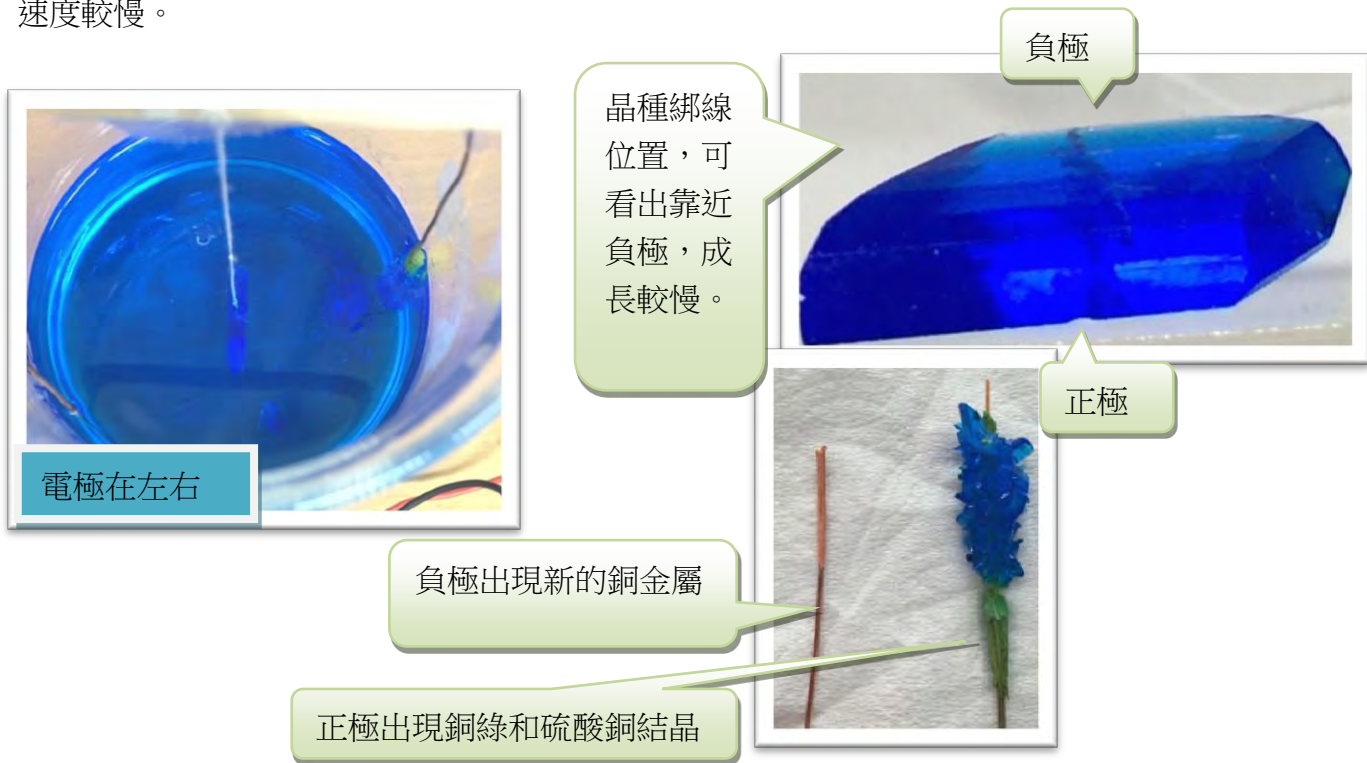 速度較慢。
負極
晶種綁線
位置，可
看出靠近
負極，成
長較慢。
正極
電極在左右
負極出現新的銅金屬
正極出現銅綠和硫酸銅結晶